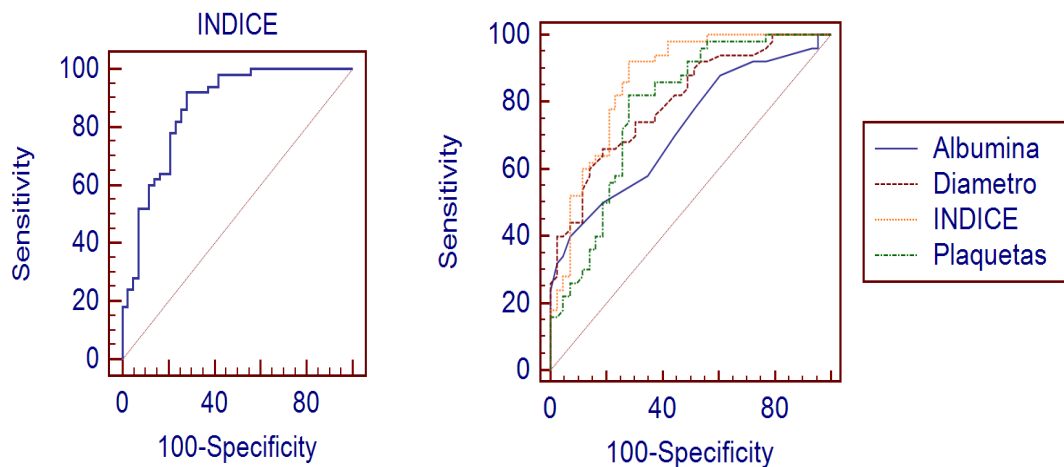 INDICE
100
80
60
40
20
0
Sensitivity
0 40 80
100-Specificity
100
80
60
40
20
0
Sensitivity
0 40 80
100-Specificity
Albumina
Diametro
INDICE
Plaquetas